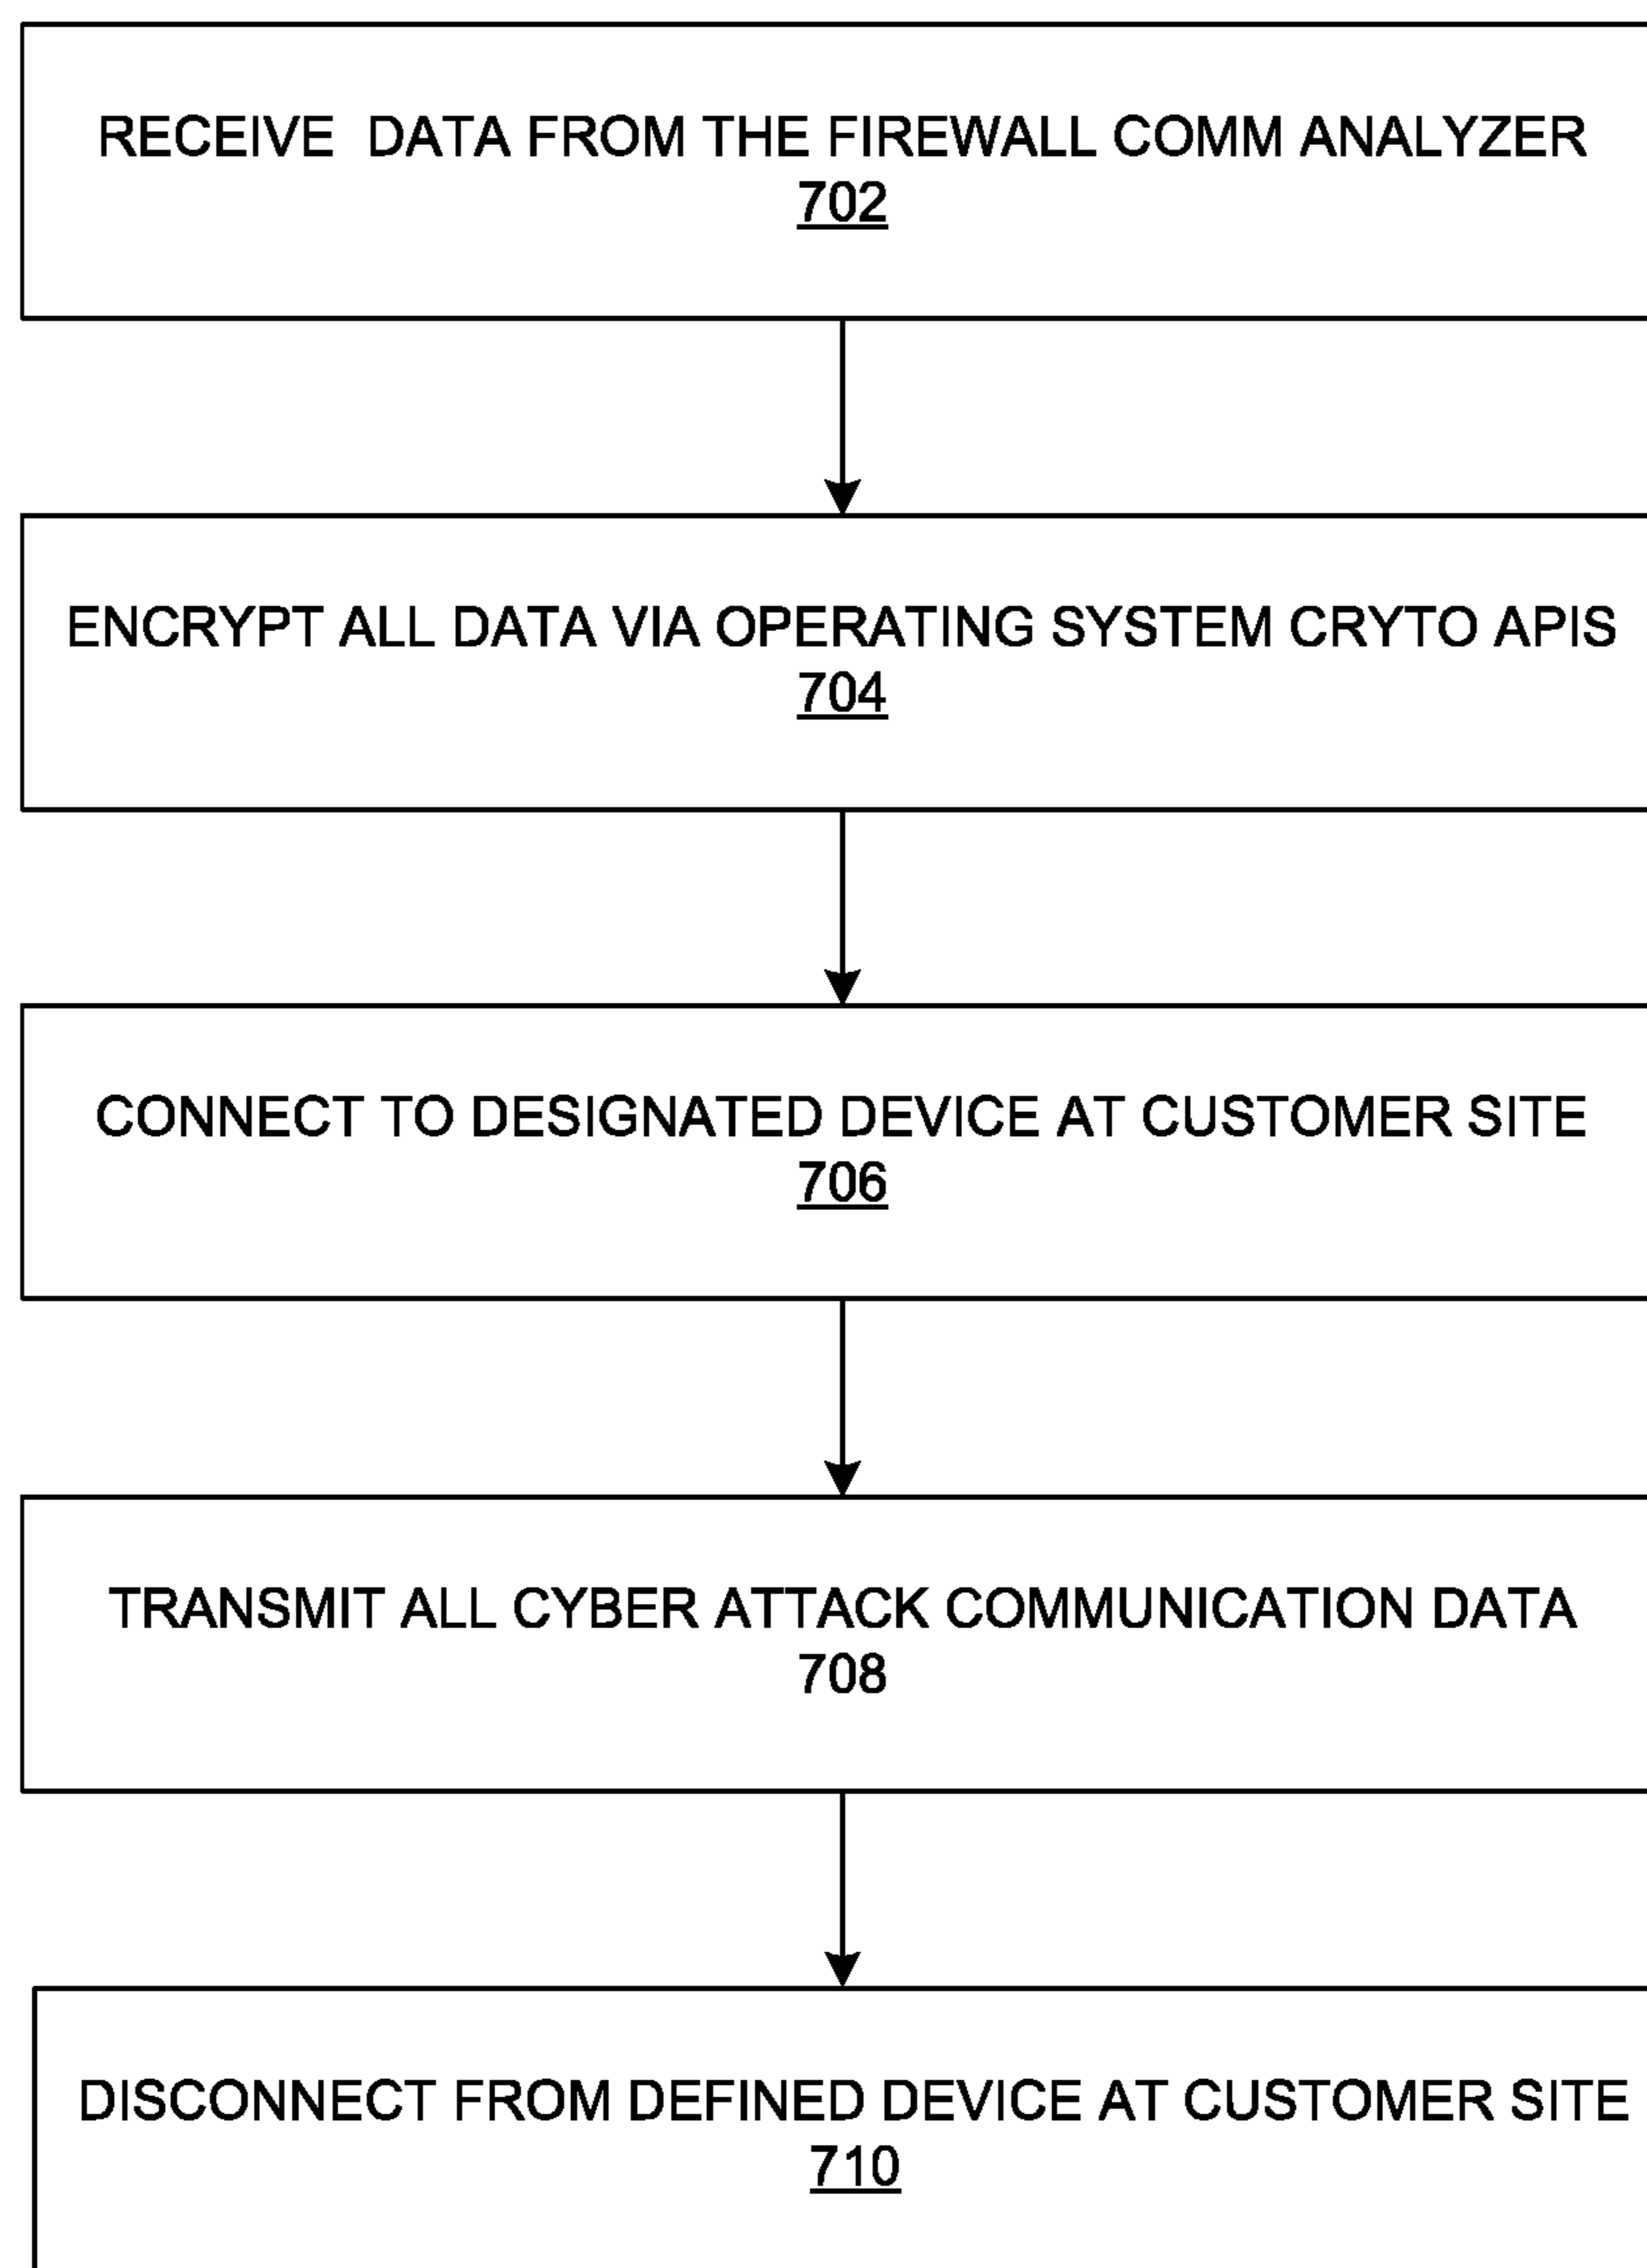 RECEIVE DATA FROM THE FIREWALL COMM ANALYZER
702
ENCRYPT ALL DATA VIA OPERATING SYSTEM CRYTO APIS
704
CONNECT TO DESIGNATED DEVICE AT CUSTOMER SITE
706
TRANSMIT ALL CYBER ATTACK COMMUNICATION DATA
708
DISCONNECT FROM DEFINED DEVICE AT CUSTOMER SITE
710